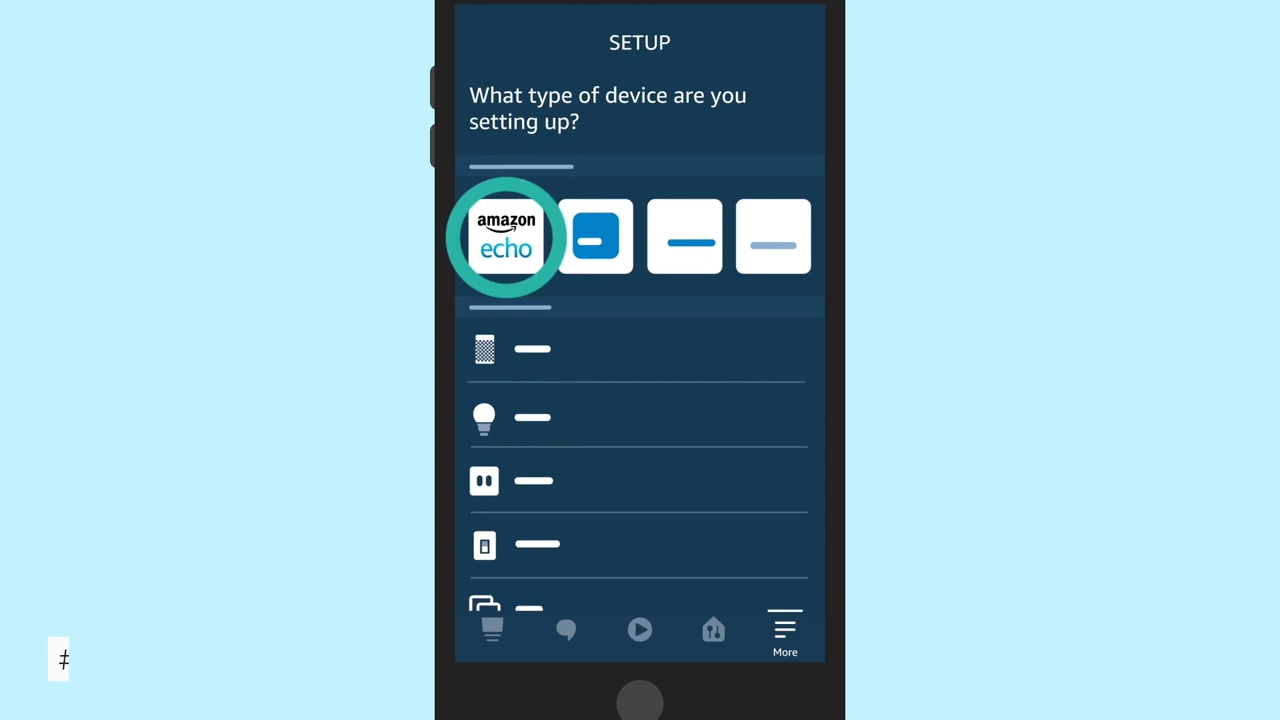 SETUP
What type of device are you
setting up?
amazon
echo
More
#